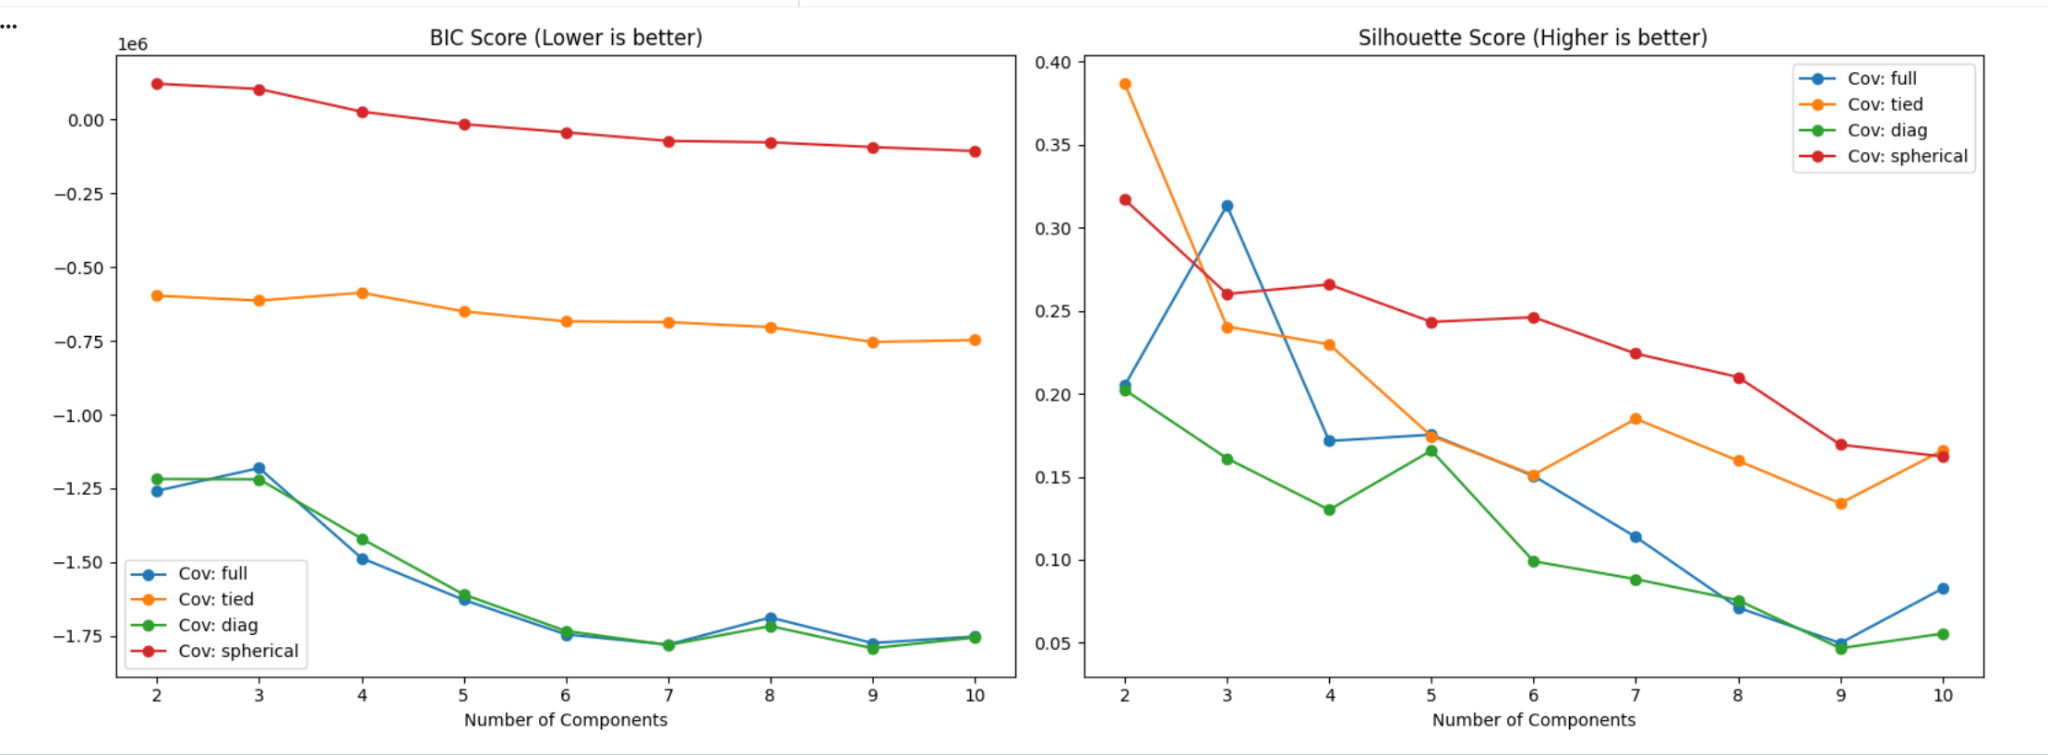 ...
BIC Score (Lower is better)
1e6
0.00
−0.25
−0.50
−0.75
−1.00
−1.25
−1.50
−1.75
Cov: full
Cov: tied
Cov: diag
Cov: spherical
2 3 4 5 6 7 8 9 10
Number of Components
Silhouette Score (Higher is better)
0.40
0.35
0.30
0.25
0.20
0.15
0.10
0.05
Cov: full
Cov: tied
Cov: diag
Cov: spherical
2 3 4 5 6 7 8 9 10
Number of Components